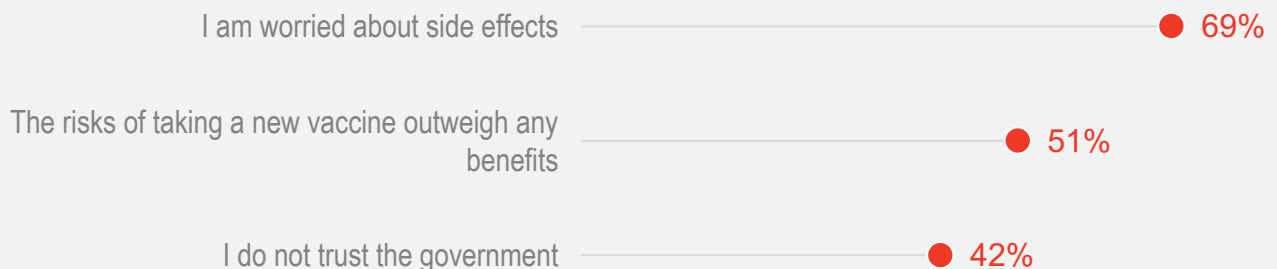 I am worried about side effects 69%
The risks of taking a new vaccine outweigh any
benefits 51%
I do not trust the government 42%